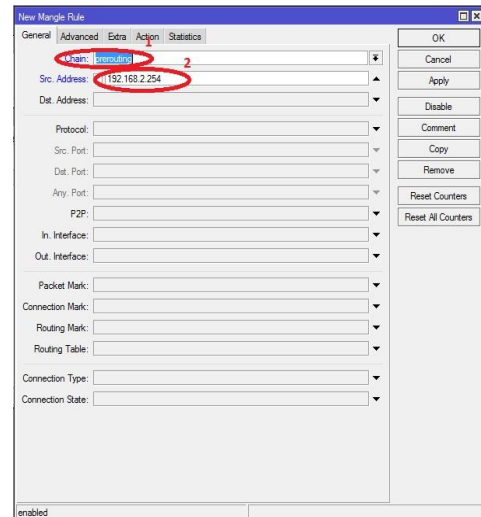 New Mangle Rule
General Advanced Extra Action Statistics
1
Chain: prerouting
2
Src. Address: 192.168.2.254
Dst. Address:
Protocol:
Src. Port:
Dst. Port:
Any. Port:
P2P:
In. Interface:
Out. Interface:
Packet Mark:
Connection Mark:
Routing Mark:
Routing Table:
Connection Type:
Connection State:
OK
Cancel
Apply
Disable
Comment
Copy
Remove
Reset Counters
Reset All Counters
enabled